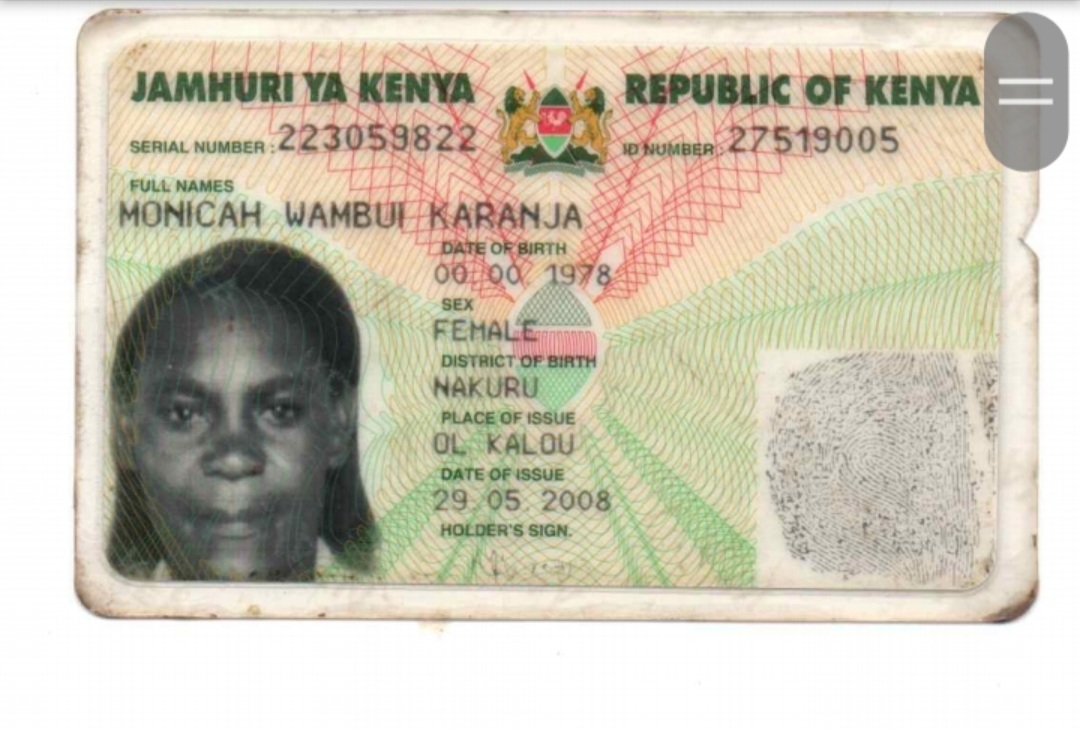 JAMHURI YA KENYA REPUBLIC OF KENYA
SERIAL NUMBER : 223059822 ID NUMBER : 27519005
FULL NAMES
MONICAH WAMBUI KARANJA
DATE OF BIRTH
00 00 1978
SEX
FEMALE
DISTRICT OF BIRTH
NAKURU
PLACE OF ISSUE
OL KALOU
DATE OF ISSUE
29 05 2008
HOLDER'S SIGN.